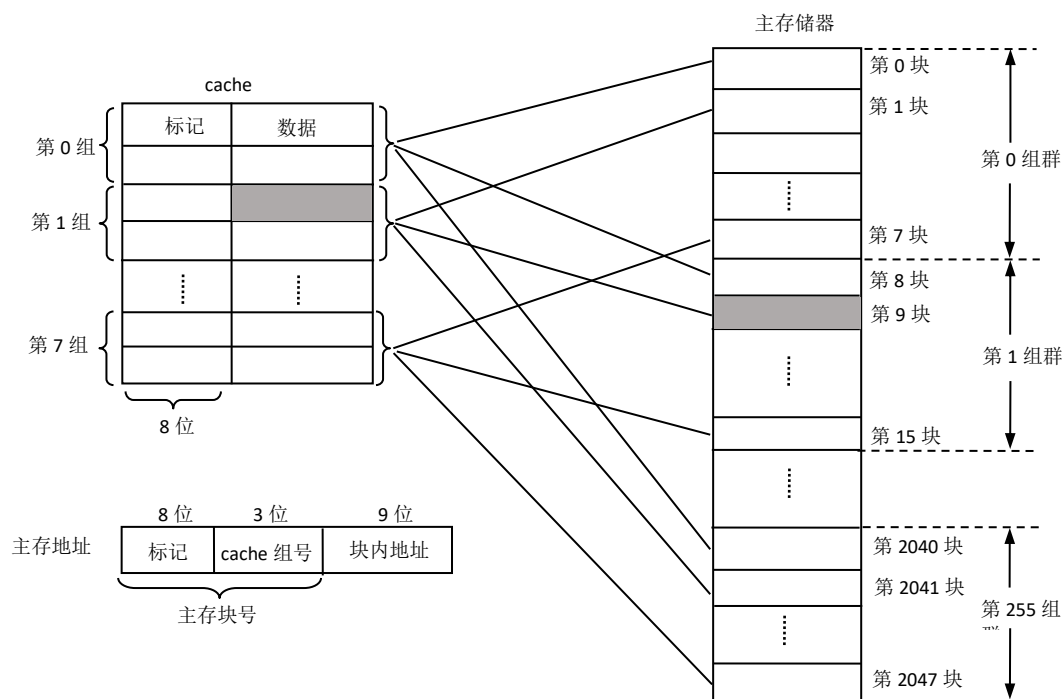 主存储器
cache
标记 数据
第 0 组
第 1 组
第 7 组
8 位
第 0 块
第 1 块
第 7 块
第 8 块
第 9 块
第 15 块
第 2040 块
第 2041 块
第 2047 块
第 0 组群
第 1 组群
第 255 组
8 位 3 位 9 位
主存地址 标记 cache 组号 块内地址
主存块号